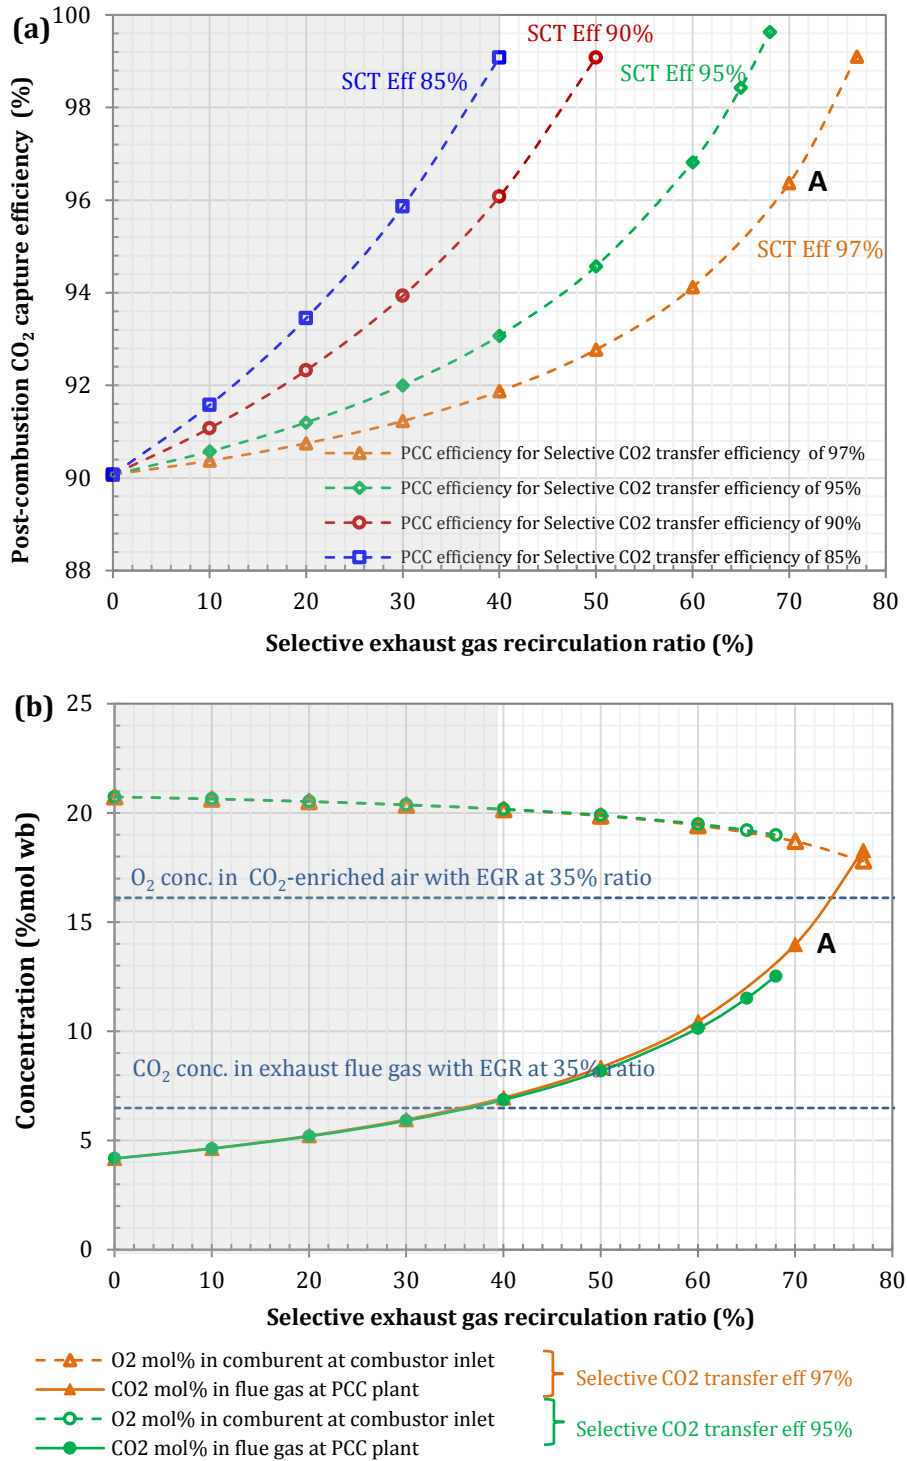 (a)
100
98
96
94
92
90
88
Post-combustion CO₂ capture efficiency (%)
SCT Eff 85%
SCT Eff 90%
SCT Eff 95%
A
SCT Eff 97%
PCC efficiency for Selective CO2 transfer efficiency of 97%
PCC efficiency for Selective CO2 transfer efficiency of 95%
PCC efficiency for Selective CO2 transfer efficiency of 90%
PCC efficiency for Selective CO2 transfer efficiency of 85%
0 10 20 30 40 50 60 70 80
Selective exhaust gas recirculation ratio (%)
(b)
25
20
15
10
5
0
Concentration (%mol wb)
O₂ conc. in CO₂-enriched air with EGR at 35% ratio
A
CO₂ conc. in exhaust flue gas with EGR at 35% ratio
0 10 20 30 40 50 60 70 80
Selective exhaust gas recirculation ratio (%)
O2 mol% in comburent at combustor inlet
CO2 mol% in flue gas at PCC plant
Selective CO2 transfer eff 97%
O2 mol% in comburent at combustor inlet
CO2 mol% in flue gas at PCC plant
Selective CO2 transfer eff 95%